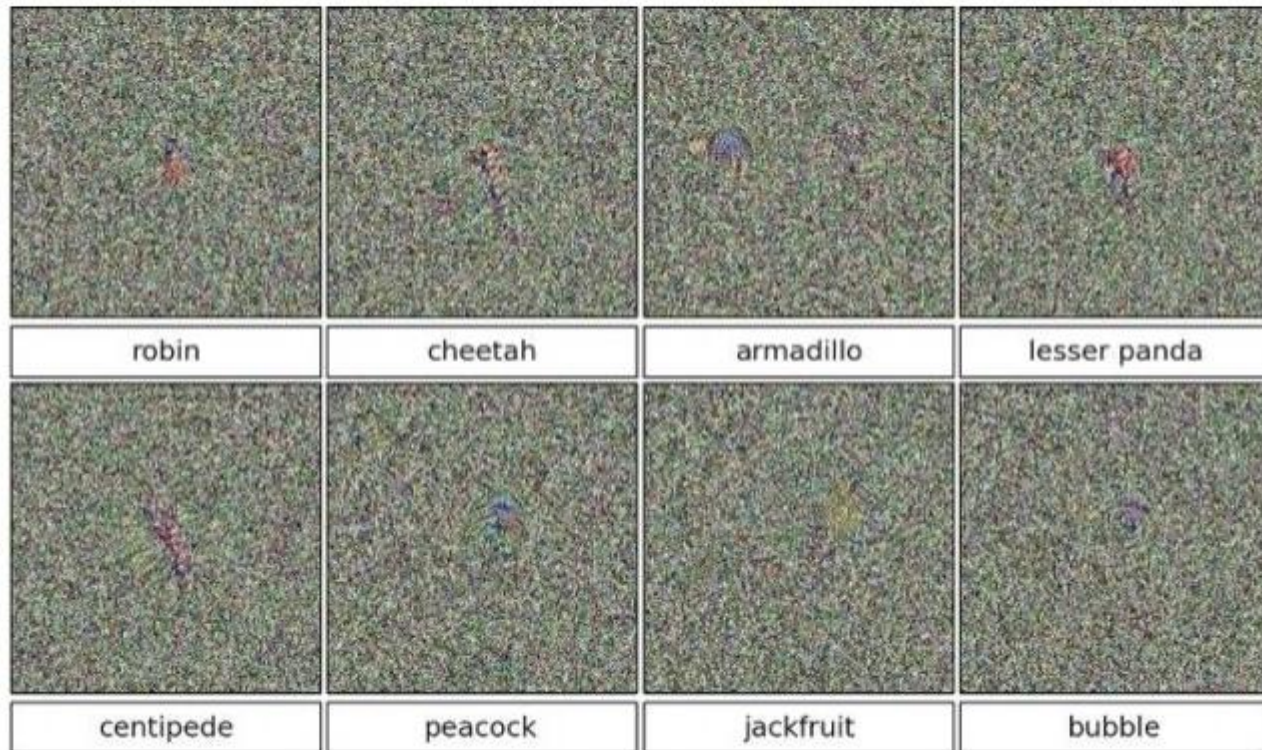 robin
cheetah
armadillo
lesser panda
centipede
peacock
jackfruit
bubble